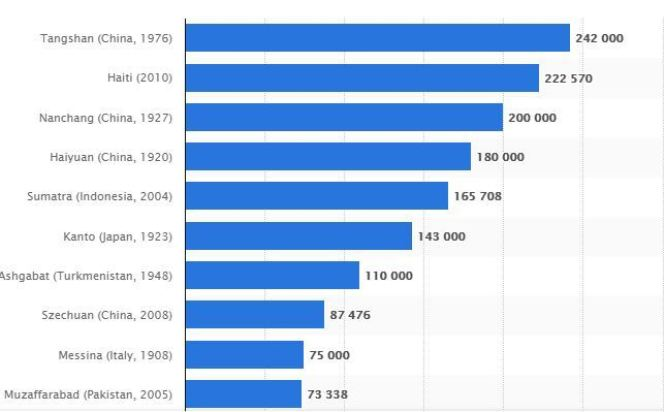 Tangshan (China, 1976) 242 000
Haiti (2010) 222 570
Nanchang (China, 1927) 200 000
Haiyuan (China, 1920) 180 000
Sumatra (Indonesia, 2004) 165 708
Kanto (Japan, 1923) 143 000
Ashgabat (Turkmenistan, 1948) 110 000
Szechuan (China, 2008) 87 476
Messina (Italy, 1908) 75 000
Muzaffarabad (Pakistan, 2005) 73 338